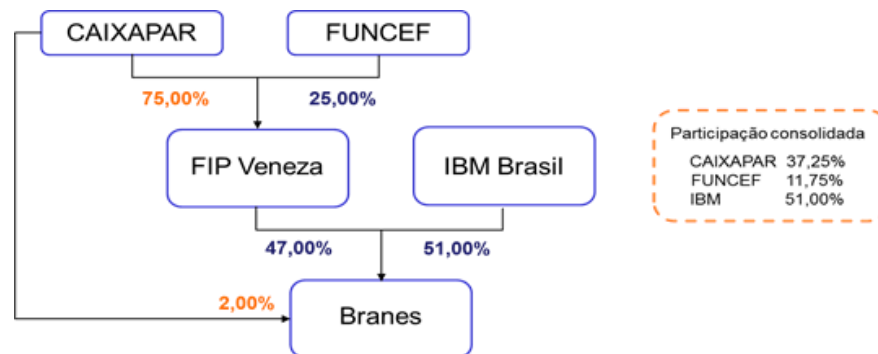 CAIXAPAR
FUNCEF
75,00%
25,00%
FIP Veneza
IBM Brasil
Participação consolidada
CAIXAPAR 37,25%
FUNCEF 11,75%
IBM 51,00%
47,00%
51,00%
2,00%
Branes